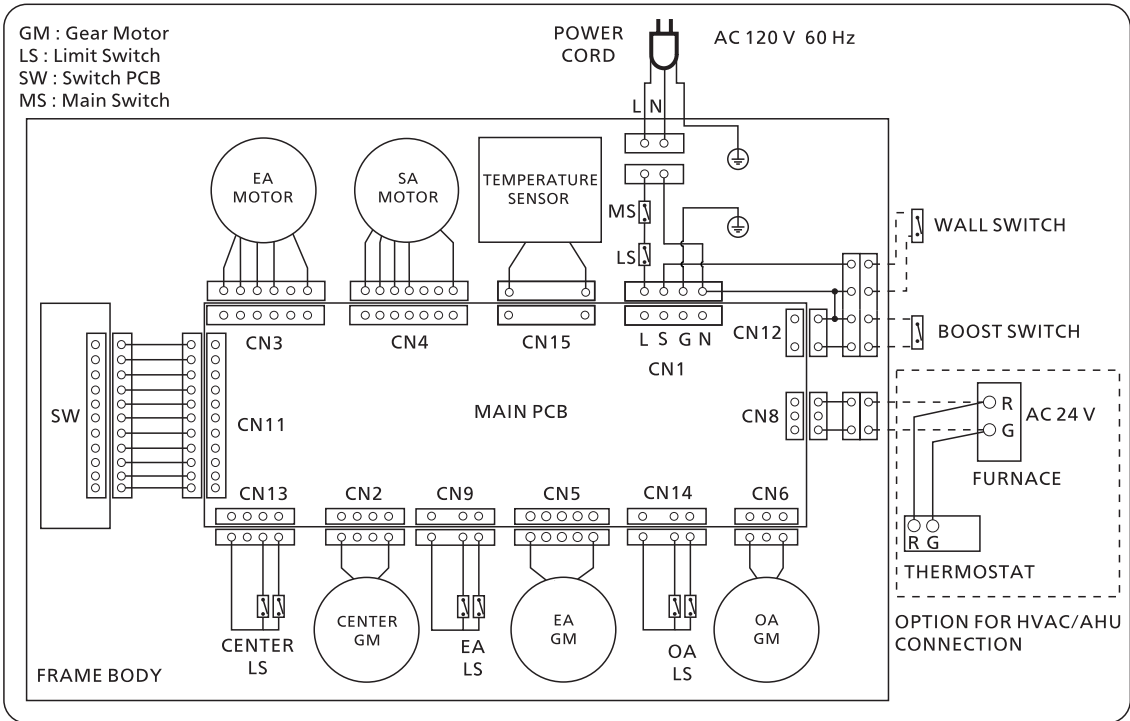 GM : Gear Motor
LS : Limit Switch
SW : Switch PCB
MS : Main Switch
POWER
CORD
AC 120 V 60 Hz
L N
EA
MOTOR
SA
MOTOR
TEMPERATURE
SENSOR
MS
LS
WALL SWITCH
BOOST SWITCH
CN3
CN4
CN15
L S G N
CN1
CN12
SW
CN11
MAIN PCB
CN8
R
G
AC 24 V
FURNACE
R G
THERMOSTAT
OPTION FOR HVAC/AHU
CONNECTION
CN13
CN2
CN9
CN5
CN14
CN6
CENTER
LS
CENTER
GM
EA
LS
EA
GM
OA
LS
OA
GM
FRAME BODY